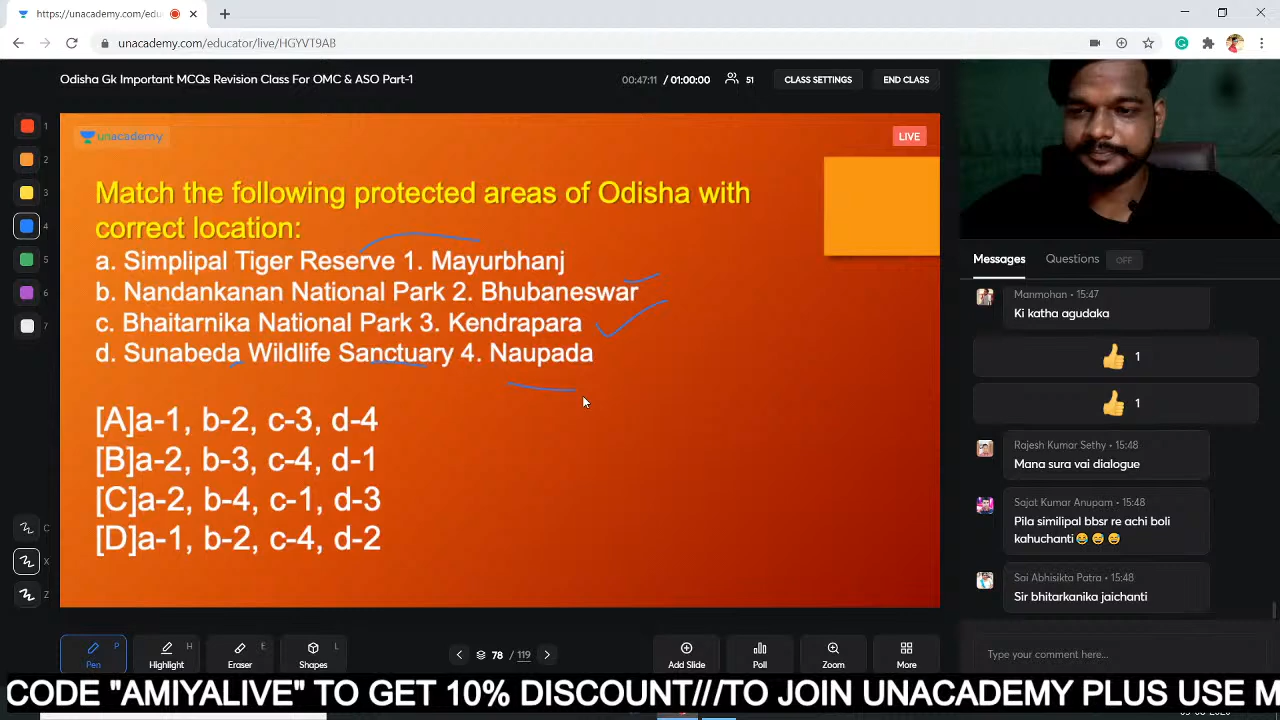 https://unacademy.com/edu
unacademy.com/educator/live/HGYVT9AB
Odisha Gk Important MCQs Revision Class For OMC & ASO Part-1
00:47:11 / 01:00:00
51
CLASS SETTINGS
END CLASS
1
2
3
4
5
6
7
C
X
Z
unacademy
LIVE
Match the following protected areas of Odisha with
correct location:
a. Simplipal Tiger Reserve 1. Mayurbhanj
b. Nandankanan National Park 2. Bhubaneswar
c. Bhaitarnika National Park 3. Kendrapara
d. Sunabeda Wildlife Sanctuary 4. Naupada
[A]a-1, b-2, c-3, d-4
[B]a-2, b-3, c-4, d-1
[C]a-2, b-4, c-1, d-3
[D]a-1, b-2, c-4, d-2
Messages
Questions
OFF
Manmohan • 15:47
Ki katha agudaka
1
1
Rajesh Kumar Sethy • 15:48
Mana sura vai dialogue
Sajat Kumar Anupam • 15:48
Pila similipal bbsr re achi boli
kahuchanti
Sai Abhisikta Patra • 15:48
Sir bhitarkanika jaichanti
Type your comment here...
Pen
P
Highlight
H
Eraser
E
Shapes
L
78 / 119
Add Slide
Poll
Zoom
More
CODE "AMIYALIVE" TO GET 10% DISCOUNT///TO JOIN UNACADEMY PLUS USE M